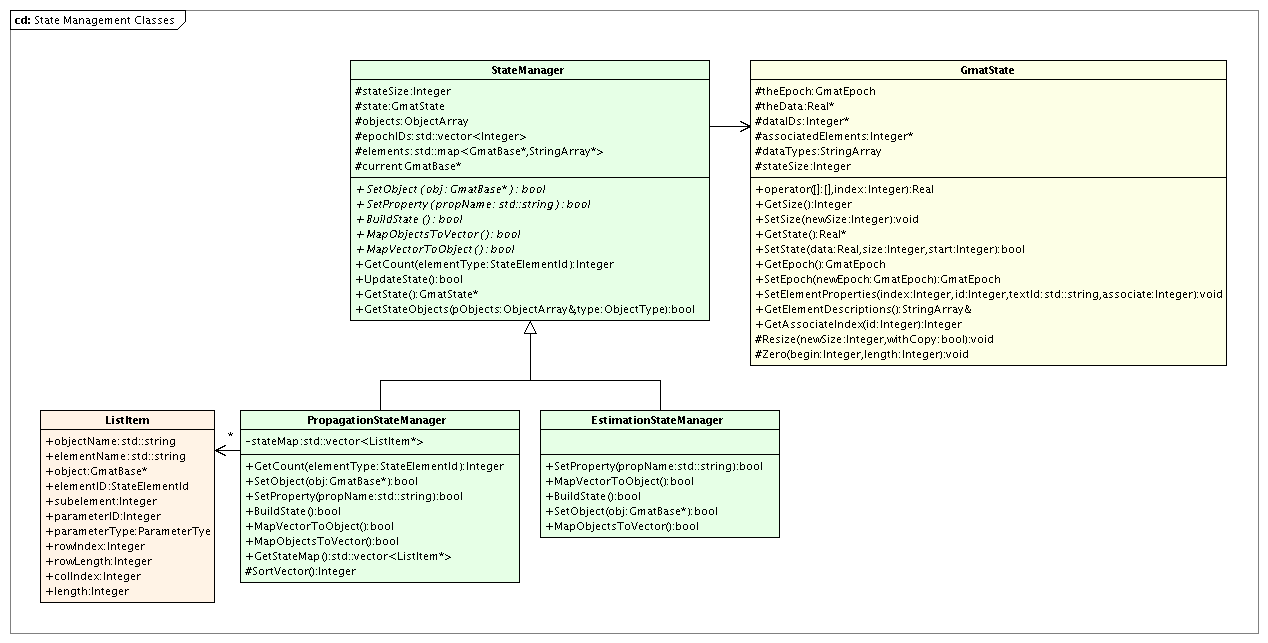 cd: State Management Classes
StateManager
#stateSize:Integer
#state:GmatState
#objects:ObjectArray
#epochIDs:std::vector<Integer>
#elements:std::map<GmatBase*,StringArray*>
#current:GmatBase*
+SetObject(obj:GmatBase*):bool
+SetProperty(propName:std::string):bool
+BuildState():bool
+MapObjectsToVector():bool
+MapVectorToObject():bool
+GetCount(elementType:StateElementId):Integer
+UpdateState():bool
+GetState():GmatState*
+GetStateObjects(pObjects:ObjectArray&,type:ObjectType):bool
GmatState
#theEpoch:GmatEpoch
#theData:Real*
#dataIDs:Integer*
#associatedElements:Integer*
#dataTypes:StringArray
#stateSize:Integer
+operator([]:[],index:Integer):Real
+GetSize():Integer
+SetSize(newSize:Integer):void
+GetState():Real*
+SetState(data:Real,size:Integer,start:Integer):bool
+GetEpoch():GmatEpoch
+SetEpoch(newEpoch:GmatEpoch):GmatEpoch
+SetElementProperties(index:Integer,id:Integer,textId:std::string,associate:Integer):void
+GetElementDescriptions():StringArray&
+GetAssociateIndex(id:Integer):Integer
#Resize(newSize:Integer,withCopy:bool):void
#Zero(begin:Integer,length:Integer):void
ListItem
+objectName:std::string
+elementName:std::string
+object:GmatBase*
+elementID:StateElementId
+subelement:Integer
+parameterID:Integer
+parameterType:ParameterTye
+rowIndex:Integer
+rowLength:Integer
+colIndex:Integer
+length:Integer
*
PropagationStateManager
-stateMap:std::vector<ListItem*>
+GetCount(elementType:StateElementId):Integer
+SetObject(obj:GmatBase*):bool
+SetProperty(propName:std::string):bool
+BuildState():bool
+MapVectorToObject():bool
+MapObjectsToVector():bool
+GetStateMap():std::vector<ListItem*>
#SortVector():Integer
EstimationStateManager
+SetProperty(propName:std::string):bool
+MapVectorToObject():bool
+BuildState():bool
+SetObject(obj:GmatBase*):bool
+MapObjectsToVector():bool